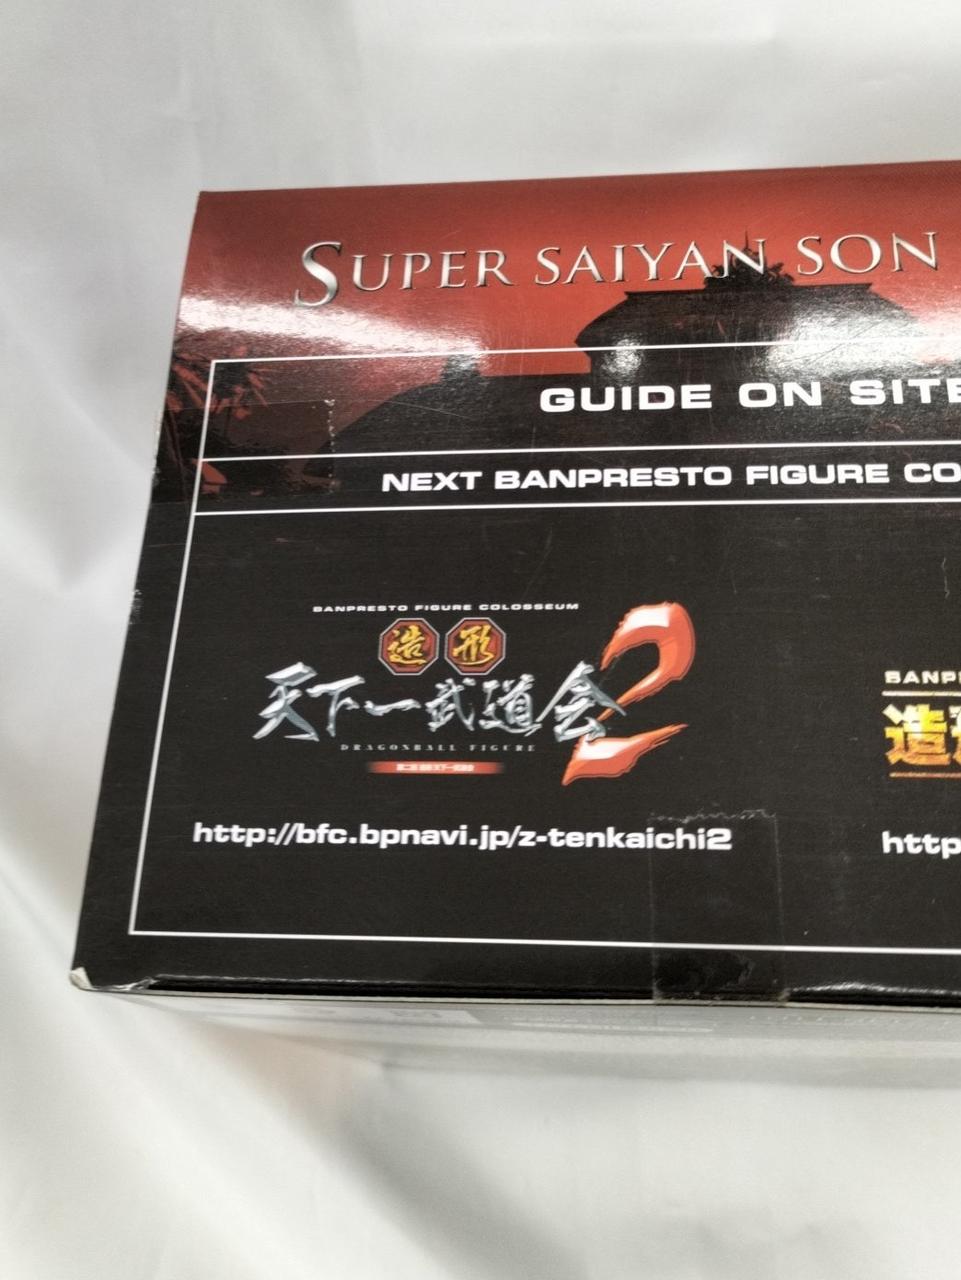 SUPER SAIYAN SON
GUIDE ON SITE
NEXT BANPRESTO FIGURE CO
BANPRESTO FIGURE COLOSSEUM
造形
天下一武道会2
DRAGONBALL FIGURE
http://bfc.bpnavi.jp/z-tenkaichi2
BANP
造
http